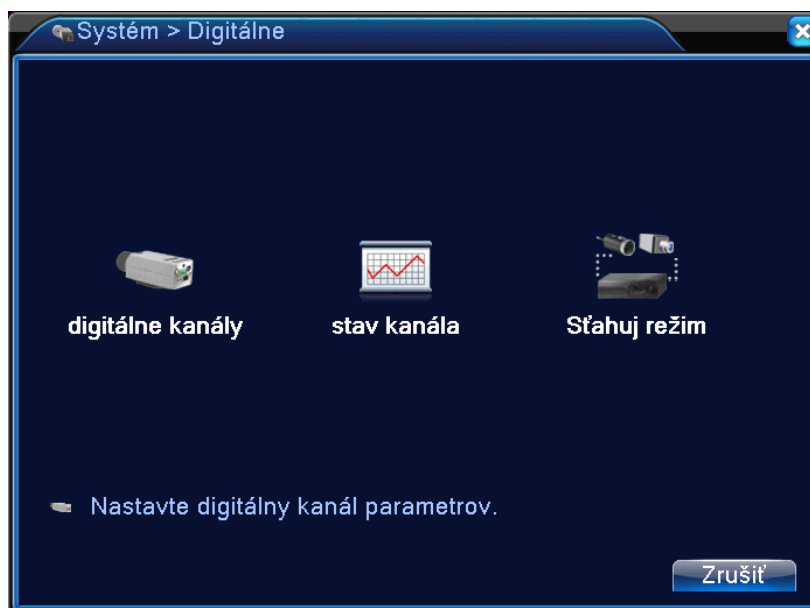 Systém > Digitálne
digitálne kanály
stav kanála
Sťahuj režim
Nastavte digitálny kanál parametrov.
Zrušiť